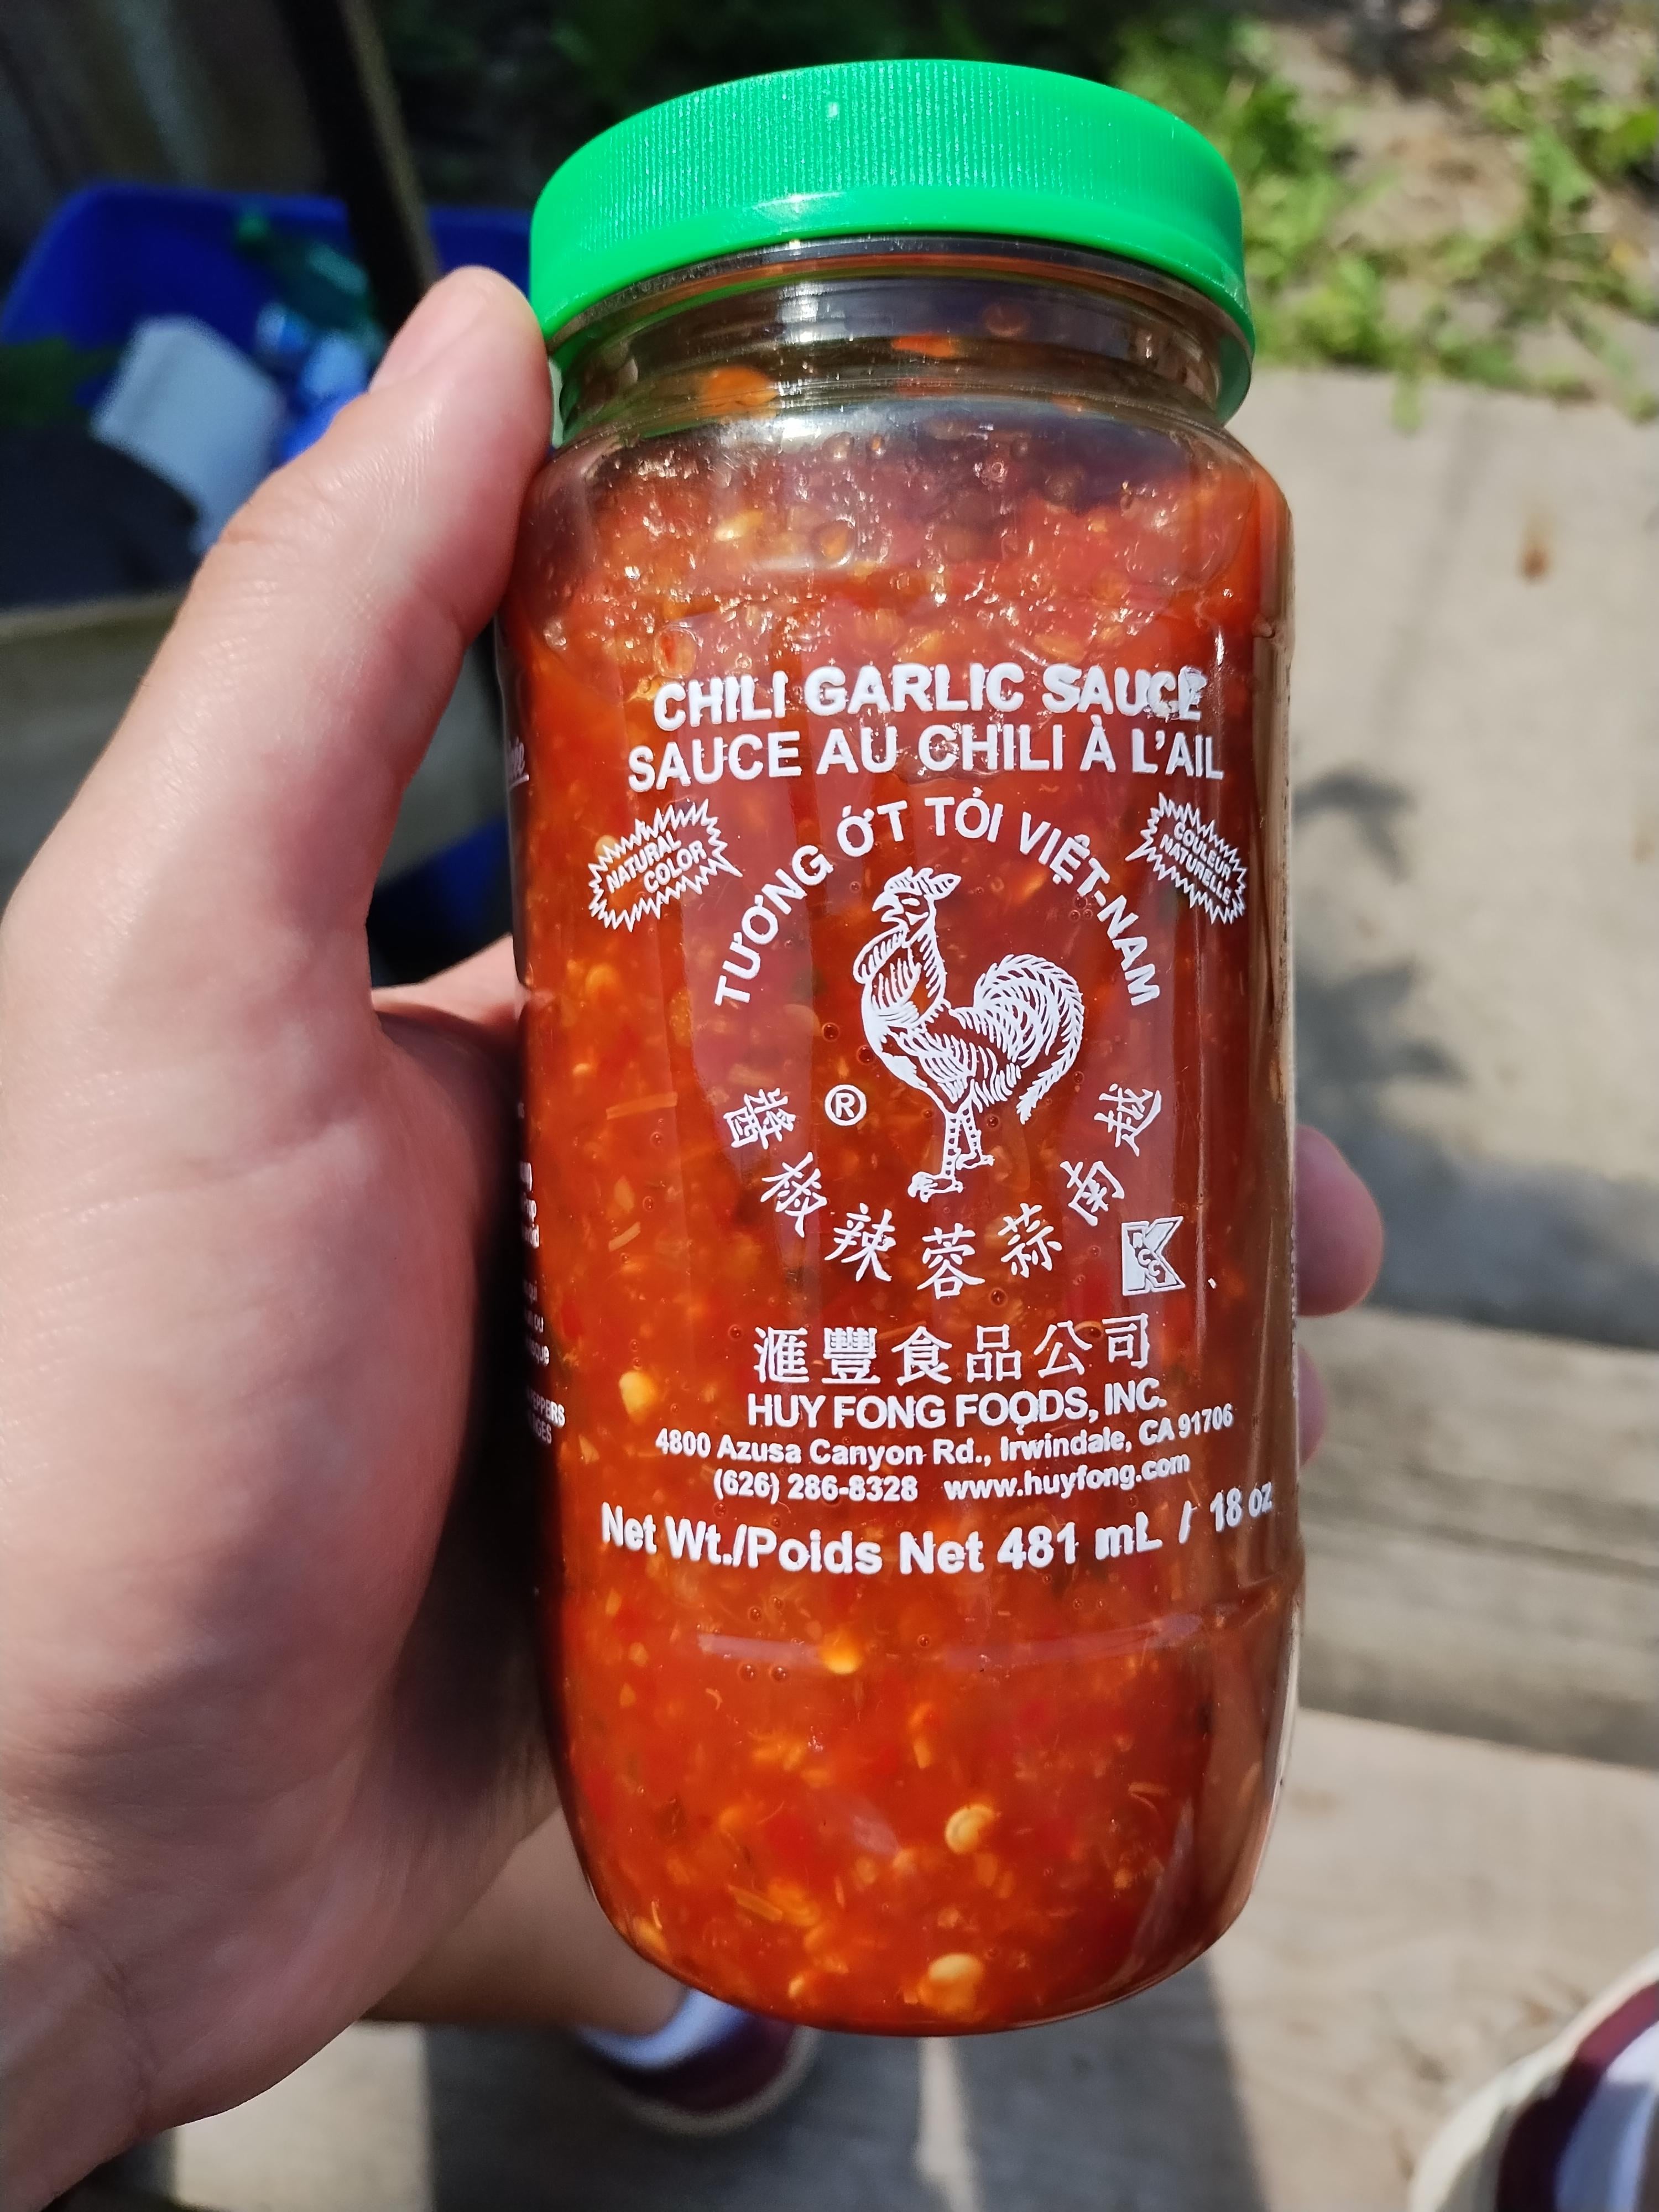 CHILI GARLIC SAUCE
SAUCE AU CHILI À L'AIL
NATURAL
COLOR
COULEUR
NATURELLE
TƯƠNG ỚT TỎI VIỆT-NAM
®
越南蒜蓉辣椒醬
滙豐食品公司
HUY FONG FOODS, INC.
4800 Azusa Canyon Rd., Irwindale, CA 91706
(626) 286-8328 www.huyfong.com
Net Wt./Poids Net 481 mL / 18 oz